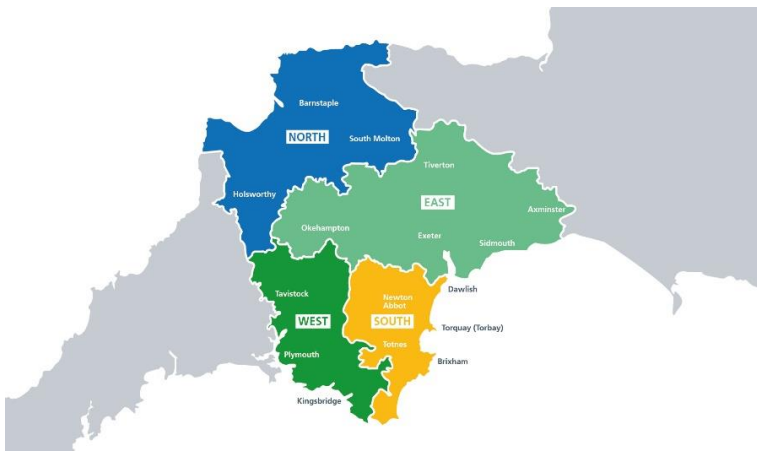 Barnstaple
NORTH
South Molton
Tiverton
Holsworthy
EAST
Axminster
Okehampton
Exeter
Sidmouth
Dawlish
Tavistock
Newton
Abbot
WEST
SOUTH
Torquay (Torbay)
Totnes
Plymouth
Brixham
Kingsbridge